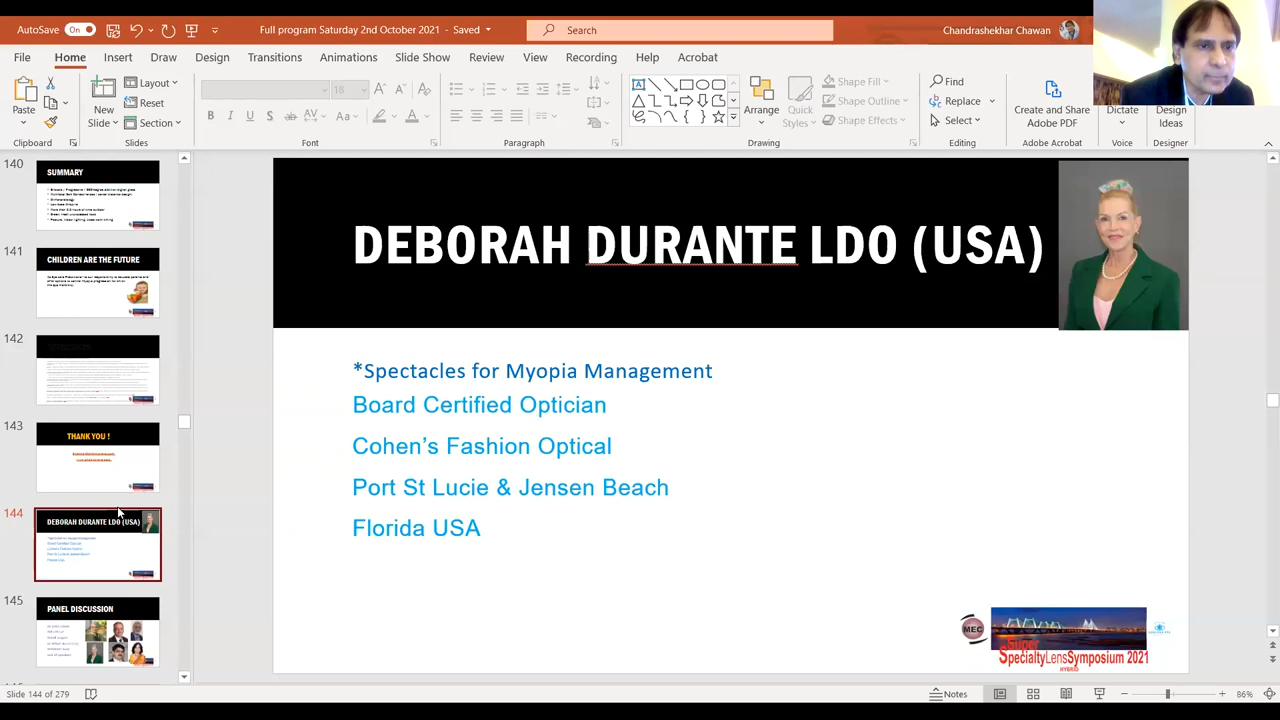 AutoSave On
Full program Saturday 2nd October 2021 - Saved
Search
Chandrashekhar Chawan
File Home Insert Draw Design Transitions Animations Slide Show Review View Recording Help Acrobat
Paste
New Slide
Layout
Reset
Section
18
Arrange
Quick Styles
Shape Fill
Shape Outline
Shape Effects
Find
Replace
Select
Create and Share Adobe PDF
Dictate
Design Ideas
Clipboard Slides Font Paragraph Drawing Editing Adobe Acrobat Voice Designer
140
SUMMARY
141
CHILDREN ARE THE FUTURE
142
143
THANK YOU !
144
DEBORAH DURANTE LDO (USA)
145
PANEL DISCUSSION
DEBORAH DURANTE LDO (USA)
*Spectacles for Myopia Management
Board Certified Optician
Cohen's Fashion Optical
Port St Lucie & Jensen Beach
Florida USA
MEC
Super
SpecialtyLensSymposium 2021
HYBRID
Slide 144 of 279
Notes
86%